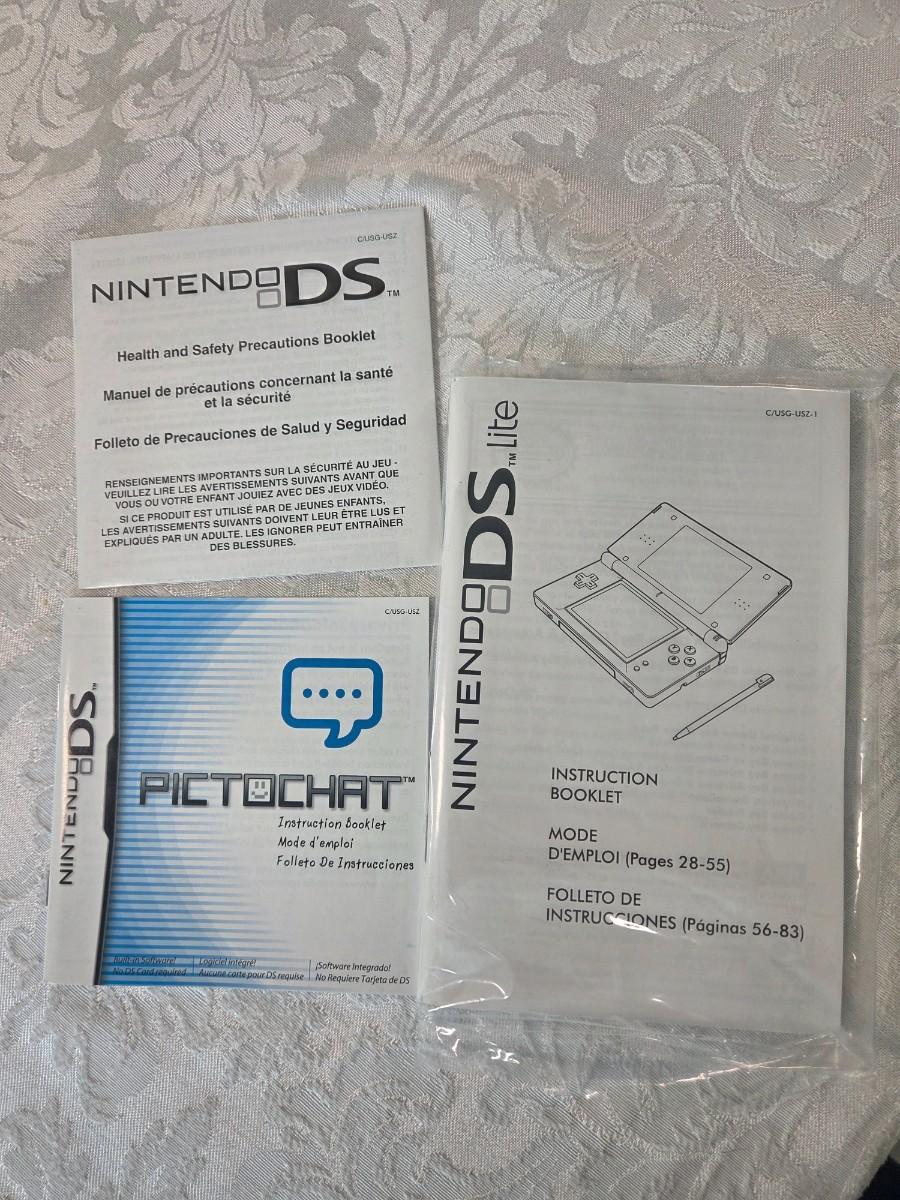 C/USG-USZ
NINTENDO DS™
Health and Safety Precautions Booklet
Manuel de précautions concernant la santé
et la sécurité
Folleto de Precauciones de Salud y Seguridad
RENSEIGNEMENTS IMPORTANTS SUR LA SÉCURITÉ AU JEU -
VEUILLEZ LIRE LES AVERTISSEMENTS SUIVANTS AVANT QUE
VOUS OU VOTRE ENFANT JOUIEZ AVEC DES JEUX VIDÉO.
SI CE PRODUIT EST UTILISÉ PAR DE JEUNES ENFANTS,
LES AVERTISSEMENTS SUIVANTS DOIVENT LEUR ÊTRE LUS ET
EXPLIQUÉS PAR UN ADULTE. LES IGNORER PEUT ENTRAÎNER
DES BLESSURES.
C/USG-USZ
NINTENDO DS™
PICTOCHAT™
Instruction Booklet
Mode d'emploi
Folleto De Instrucciones
Built-in Software!
No DS Card required
Logiciel intégré!
Aucune carte pour DS requise
¡Software Integrado!
No Requiere Tarjeta de DS
C/USG-USZ-1
NINTENDO DS™ Lite
INSTRUCTION
BOOKLET
MODE
D'EMPLOI (Pages 28-55)
FOLLETO DE
INSTRUCCIONES (Páginas 56-83)